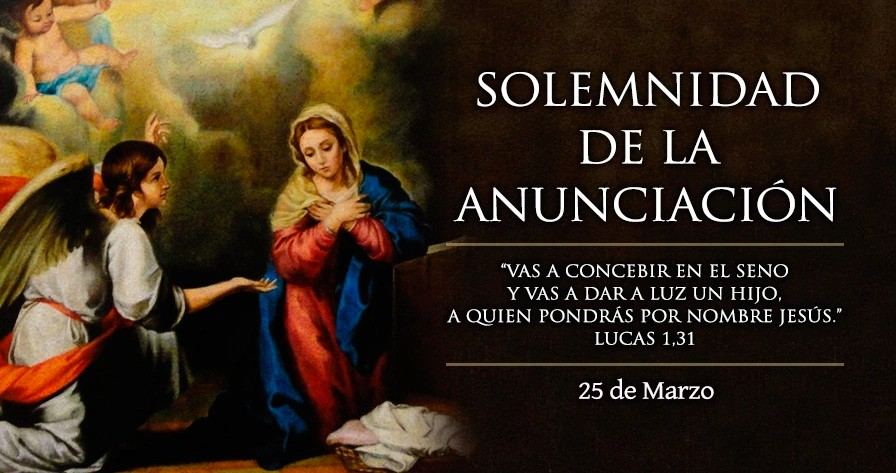 SOLEMNIDAD
DE LA
ANUNCIACIÓN
“VAS A CONCEBIR EN EL SENO
Y VAS A DAR A LUZ UN HIJO,
A QUIEN PONDRÁS POR NOMBRE JESÚS.”
LUCAS 1,31
25 de Marzo